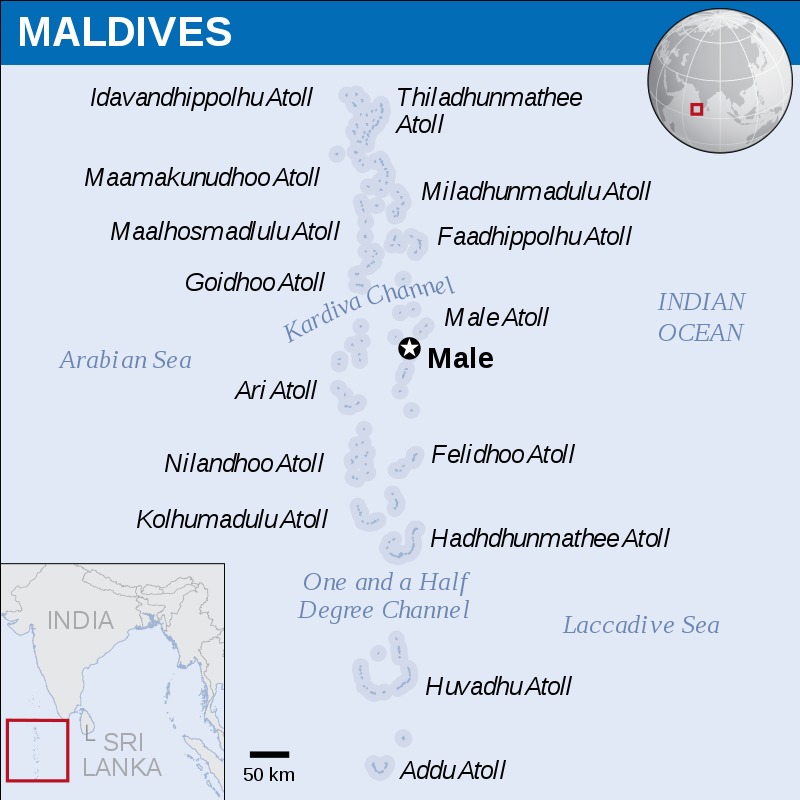 MALDIVES
Idavandhippolhu Atoll
Thiladhunmathee
Atoll
Maamakunudhoo Atoll
Miladhunmadulu Atoll
Maalhosmadlulu Atoll
Faadhippolhu Atoll
Goidhoo Atoll
Kardiva Channel
INDIAN
OCEAN
Male Atoll
Arabian Sea
Male
Ari Atoll
Felidhoo Atoll
Nilandhoo Atoll
Kolhumadulu Atoll
Hadhdhunmathee Atoll
One and a Half
Degree Channel
INDIA
Laccadive Sea
Huvadhu Atoll
SRI
LANKA
50 km
Addu Atoll